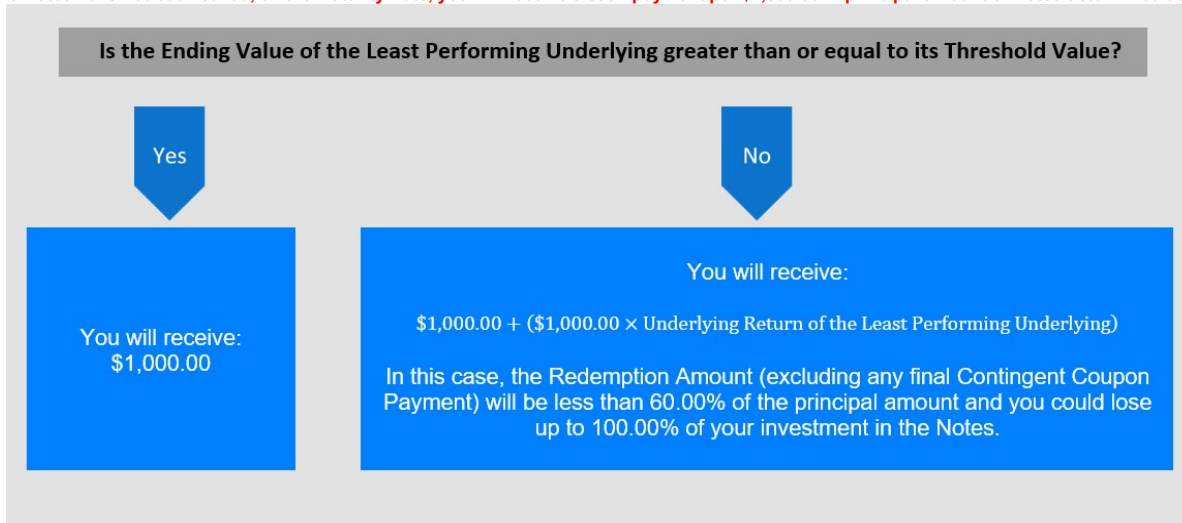 Is the Ending Value of the Least Performing Underlying greater than or equal to its Threshold Value?
Yes
No
You will receive:
$1,000.00
You will receive:
$1,000.00 + ($1,000.00 × Underlying Return of the Least Performing Underlying)
In this case, the Redemption Amount (excluding any final Contingent Coupon
Payment) will be less than 60.00% of the principal amount and you could lose
up to 100.00% of your investment in the Notes.